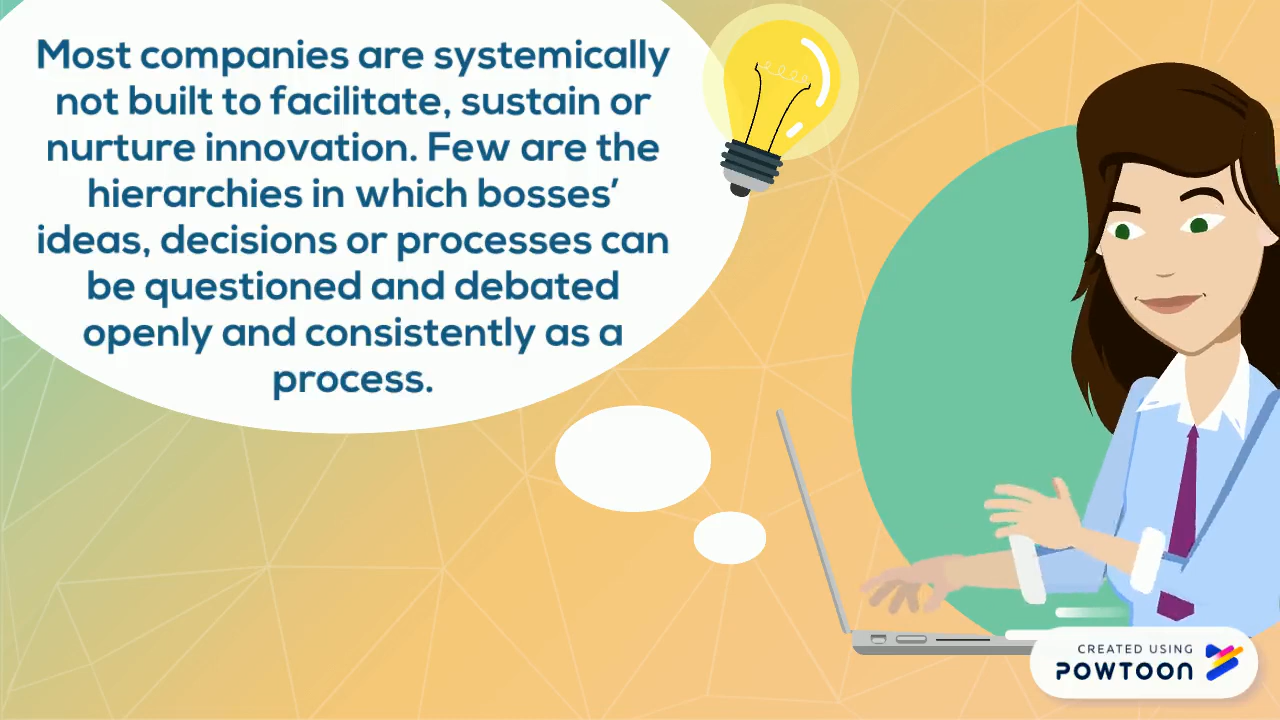 Most companies are systemically
not built to facilitate, sustain or
nurture innovation. Few are the
hierarchies in which bosses’
ideas, decisions or processes can
be questioned and debated
openly and consistently as a
process.
CREATED USING
POWTOON